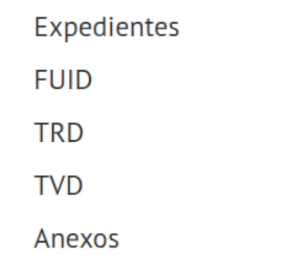 Expedientes
FUID
TRD
TVD
Anexos